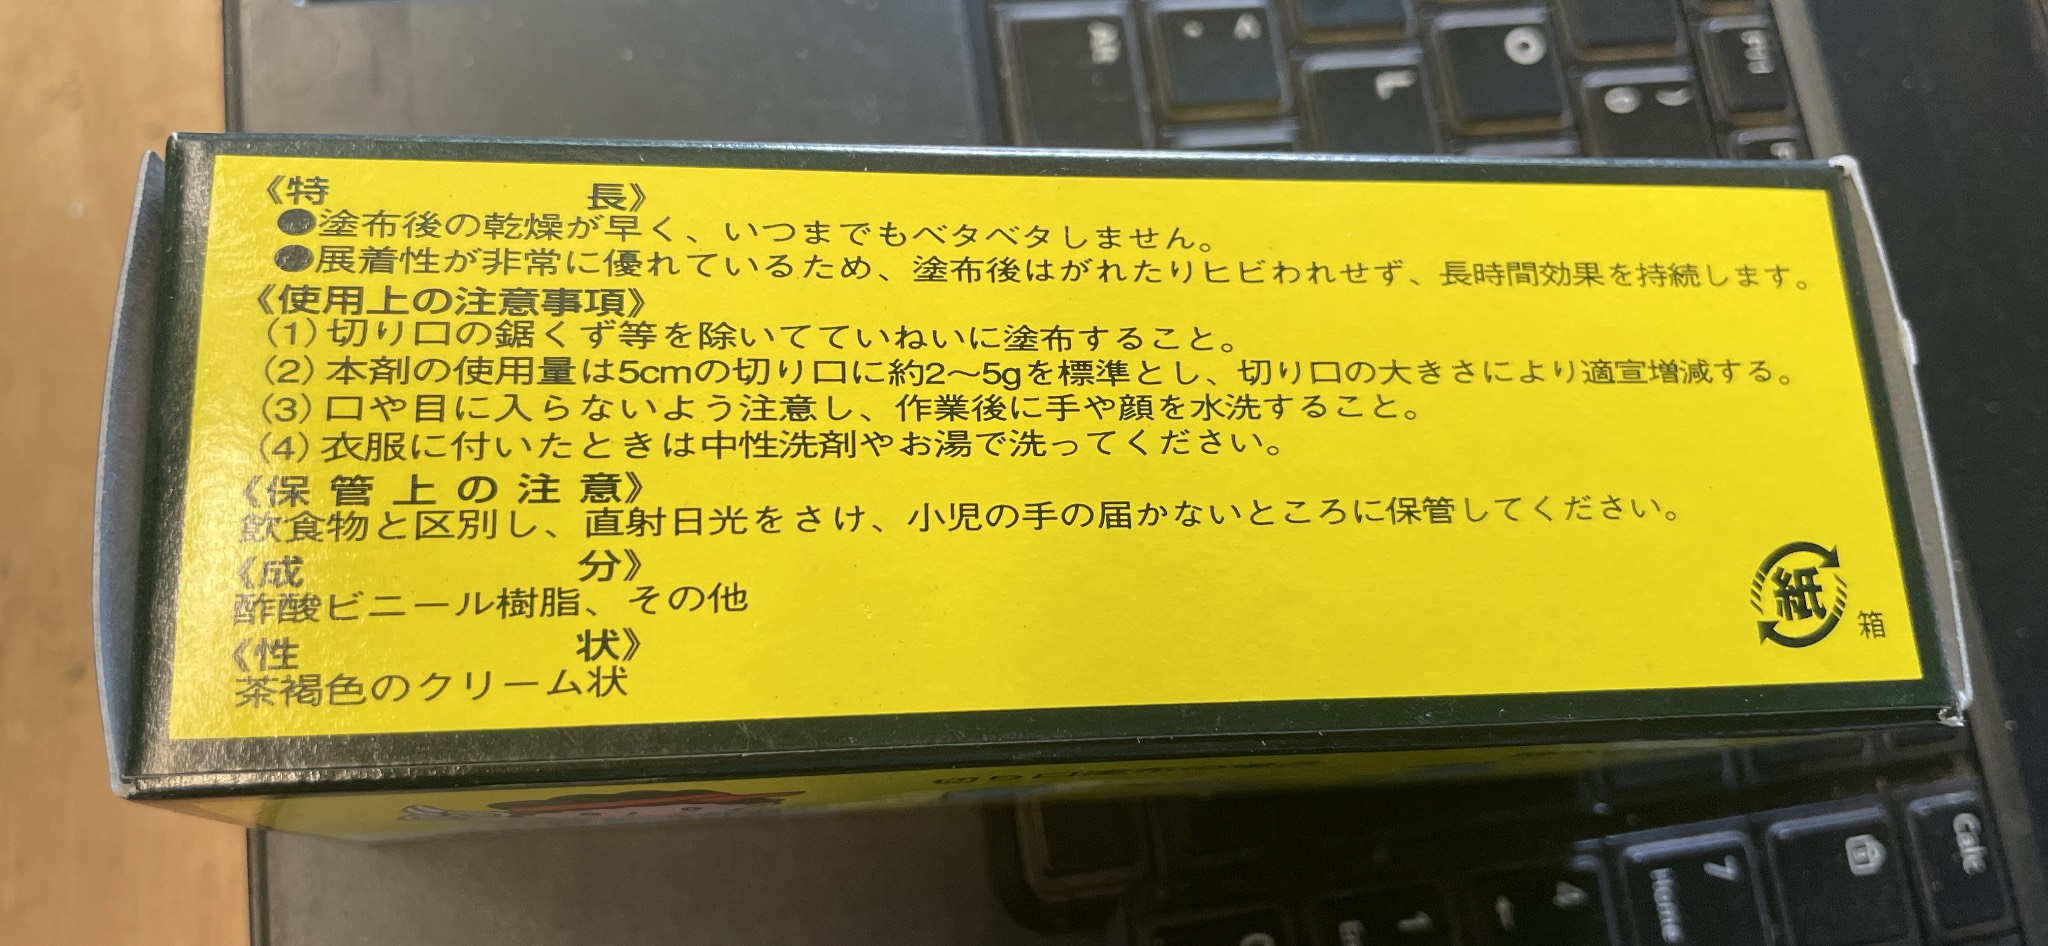 《特 長》
●塗布後の乾燥が早く、いつまでもベタベタしません。
●展着性が非常に優れているため、塗布後はがれたりヒビわれせず、長時間効果を持続します。
《使用上の注意事項》
(1)切り口の鋸くず等を除いてていねいに塗布すること。
(2)本剤の使用量は5cmの切り口に約2～5gを標準とし、切り口の大きさにより適宣増減する。
(3)口や目に入らないよう注意し、作業後に手や顔を水洗すること。
(4)衣服に付いたときは中性洗剤やお湯で洗ってください。
《保管上の注意》
飲食物と区別し、直射日光をさけ、小児の手の届かないところに保管してください。
《成 分》
酢酸ビニール樹脂、その他
《性 状》
茶褐色のクリーム状
紙
箱
Alt
L
O
7
Home
4
1
Calc